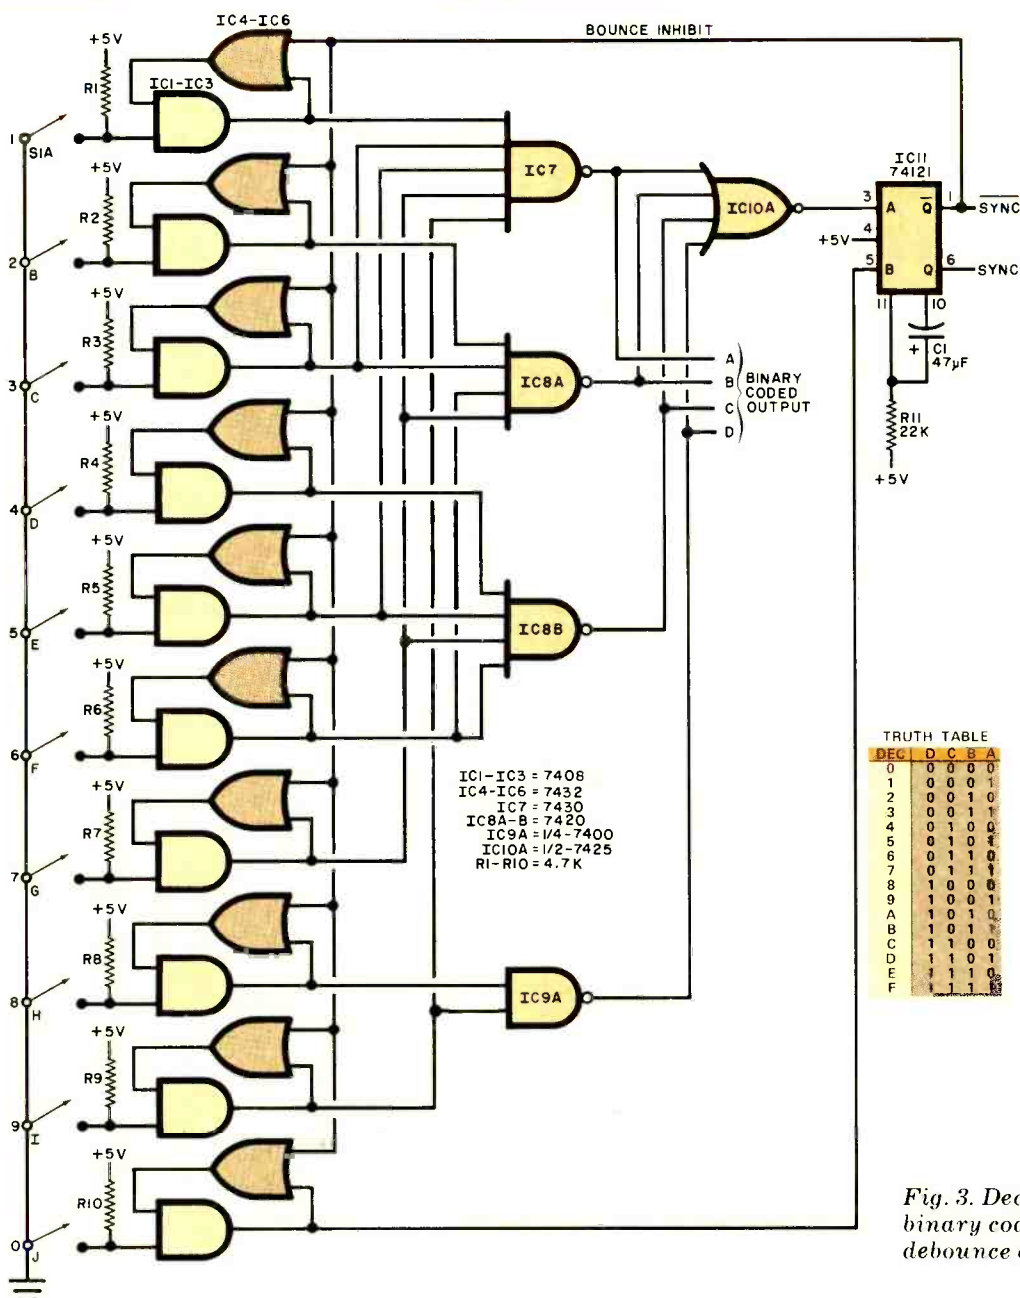 IC4-IC6
BOUNCE INHIBIT
+5V
R1
IC1-IC3
1
S1A
+5V
R2
2
B
+5V
R3
3
C
+5V
R4
4
D
+5V
R5
5
E
+5V
R6
6
F
+5V
R7
7
G
+5V
R8
8
H
+5V
R9
9
I
+5V
R10
0
J
IC7
IC8A
IC8B
IC9A
IC10A
IC11
74121
3
A
Q
1
SYNC
4
+5V
5
B
Q
6
SYNC
11
10
+
C1
47µF
R11
22K
+5V
A
B
C
D
BINARY
CODED
OUTPUT
IC1-IC3 = 7408
IC4-IC6 = 7432
IC7 = 7430
IC8A-B = 7420
IC9A = 1/4-7400
IC10A = 1/2-7425
R1-R10 = 4.7K
TRUTH TABLE
DEC D C B A
0 0 0 0 0
1 0 0 0 1
2 0 0 1 0
3 0 0 1 1
4 0 1 0 0
5 0 1 0 1
6 0 1 1 0
7 0 1 1 1
8 1 0 0 0
9 1 0 0 1
A 1 0 1 0
B 1 0 1 1
C 1 1 0 0
D 1 1 0 1
E 1 1 1 0
F 1 1 1 1
Fig. 3. Dec
binary co
debounce